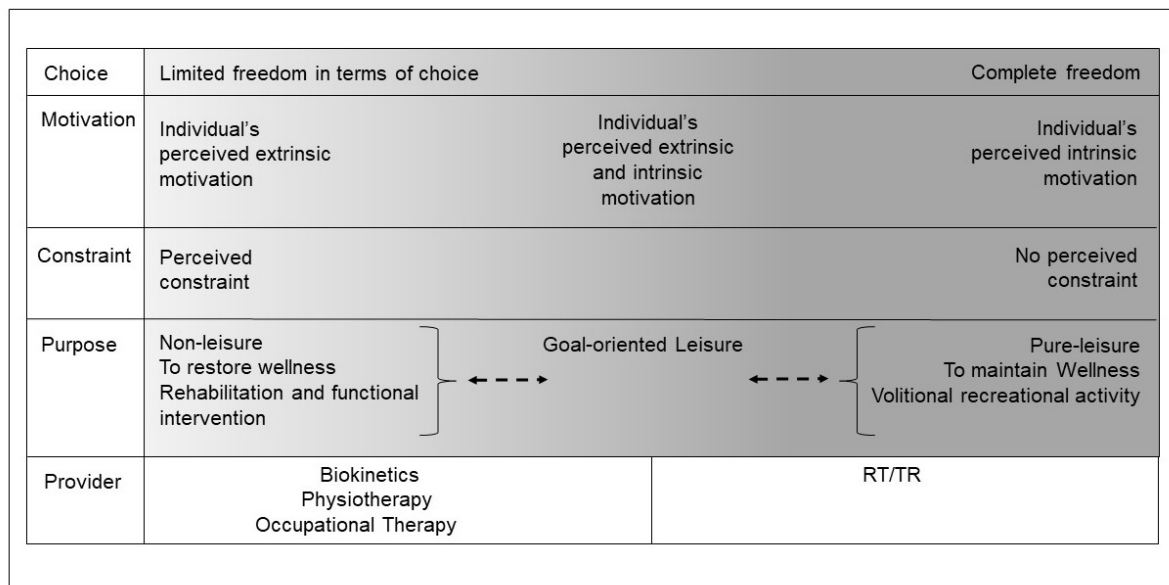 Choice
Limited freedom in terms of choice
Complete freedom
Motivation
Individual's
perceived extrinsic
motivation
Individual's
perceived extrinsic
and intrinsic
motivation
Individual's
perceived intrinsic
motivation
Constraint
Perceived
constraint
No perceived
constraint
Purpose
Non-leisure
To restore wellness
Rehabilitation and functional
intervention
Goal-oriented Leisure
Pure-leisure
To maintain Wellness
Volitional recreational activity
Provider
Biokinetics
Physiotherapy
Occupational Therapy
RT/TR